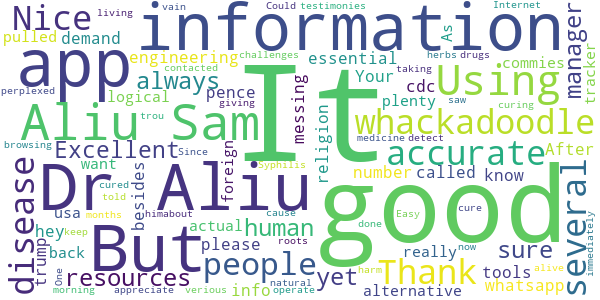 living vain Could testimonies Internet
Nice information manager
pulled demand As
engineering essential tracker
app always It Your challenges commies
perplexed contacted logical pence messing herbs drugs
giving plenty cdc Using
taking saw curing
Aliu Sam whackadoodle
trou religion After
browsing Excellent accurate
Since medicine detect
disease want foreign number called know several
Dr Aliu good
cured besides Syphilis
told human actual
months cause Easy done now
usa himabout really sure
trump hey please tools
But people Thank
keep back roots yet cure immediately
One resources info harm whatsapp alive
morning appreciate verious natural operate alternative